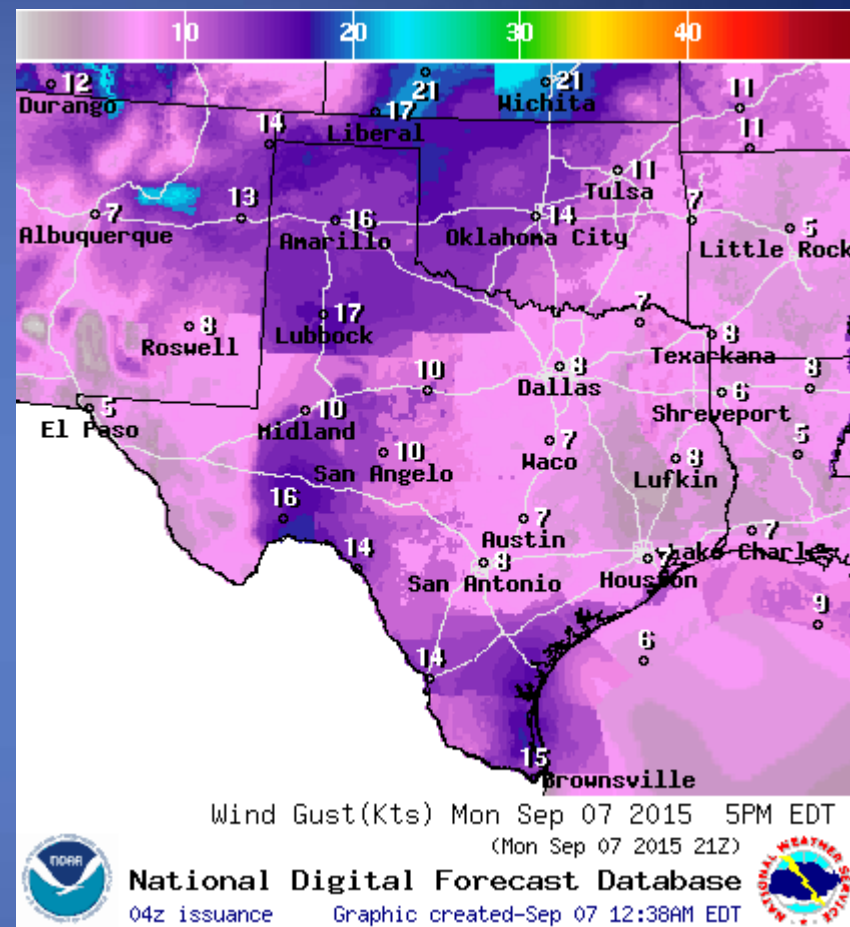 10 20 30 40
12
Durango
21
21
Wichita
11
17
Liberal
14
11
11
Tulsa
7
Albuquerque
13
16
Amarillo
14
Oklahoma City
7
5
Little Rock
8
Roswell
17
Lubbock
7
8
Texarkana
10
8
Dallas
6
Shreveport
8
5
El Paso
10
Midland
10
San Angelo
7
Waco
8
Lufkin
5
16
7
Austin
7
Lake Charles
14
8
San Antonio
7
Houston
9
14
6
15
Brownsville
Wind Gust(Kts) Mon Sep 07 2015 5PM EDT
(Mon Sep 07 2015 21Z)
NOAA
National Digital Forecast Database
04z issuance Graphic created-Sep 07 12:38AM EDT
NATIONAL WEATHER SERVICE